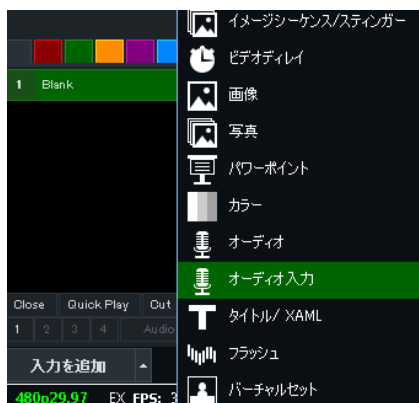 イメージシーケンス/スティンガー
ビデオディレイ
1 Blank
画像
写真
パワーポイント
カラー
オーディオ
オーディオ入力
Close Quick Play Cut
タイトル/ XAML
1 2 3 4 Audio
フラッシュ
入力を追加
バーチャルセット
480p29.97 EX FPS: 3